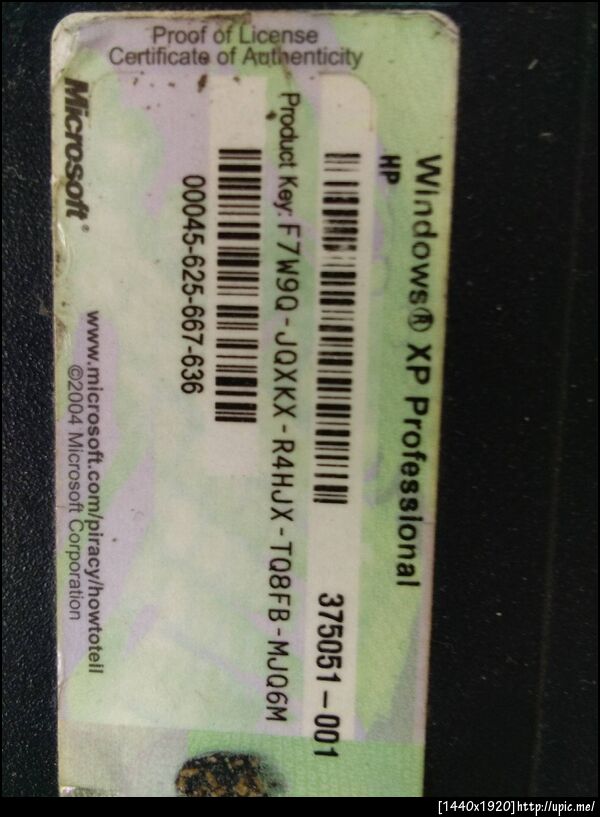 Proof of License
Certificate of Authenticity
Windows® XP Professional
HP
375051-001
Product Key: F7W9Q-JQXKX-R4HJX-TQ8FB-MJQ6M
00045-625-667-636
Microsoft®
www.microsoft.com/piracy/howtotell
©2004 Microsoft Corporation
[1440x1920]http://upic.me/